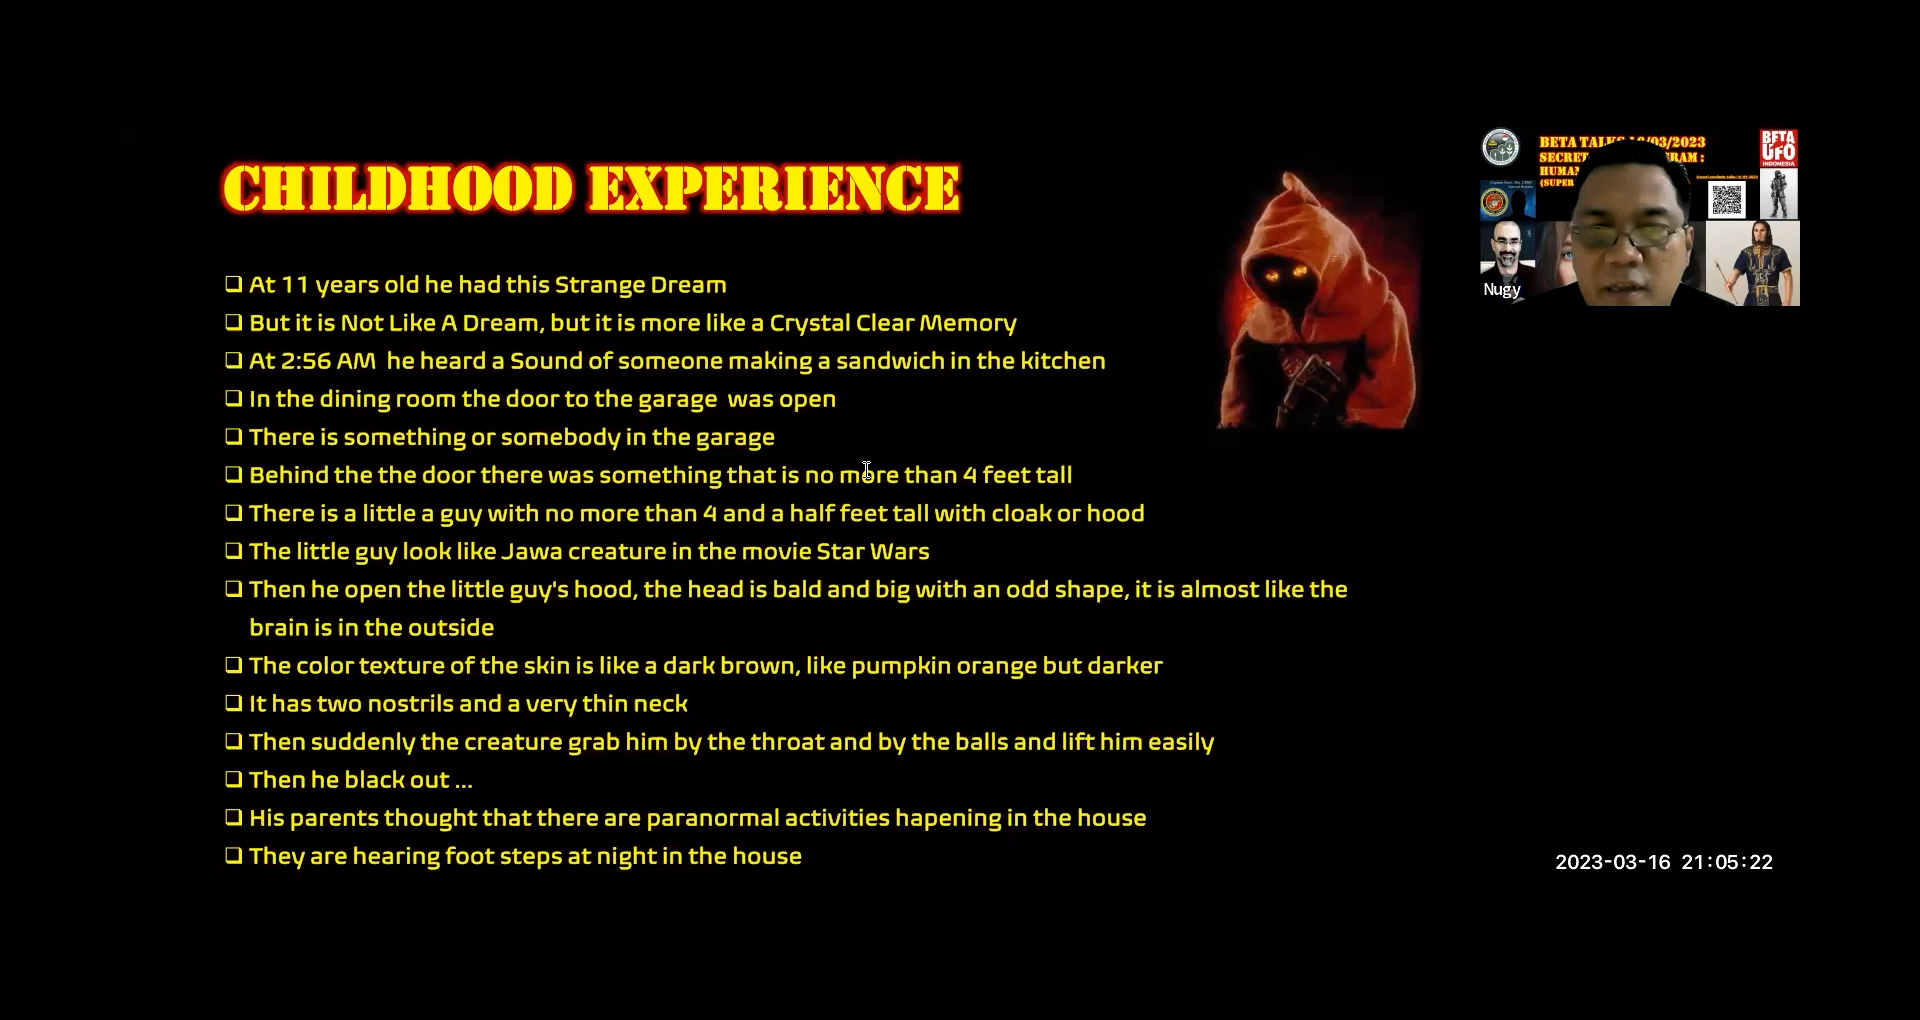 CHILDHOOD EXPERIENCE
At 11 years old he had this Strange Dream
But it is Not Like A Dream, but it is more like a Crystal Clear Memory
At 2:56 AM he heard a Sound of someone making a sandwich in the kitchen
In the dining room the door to the garage was open
There is something or somebody in the garage
Behind the the door there was something that is no more than 4 feet tall
There is a little a guy with no more than 4 and a half feet tall with cloak or hood
The little guy look like Jawa creature in the movie Star Wars
Then he open the little guy's hood, the head is bald and big with an odd shape, it is almost like the
brain is in the outside
The color texture of the skin is like a dark brown, like pumpkin orange but darker
It has two nostrils and a very thin neck
Then suddenly the creature grab him by the throat and by the balls and lift him easily
Then he black out ...
His parents thought that there are paranormal activities hapening in the house
They are hearing foot steps at night in the house
BETA TALKS /03/2023
SECRET
HUMAN
(SUPER
BETA
UFO
INDONESIA
Nugy
2023-03-16 21:05:22